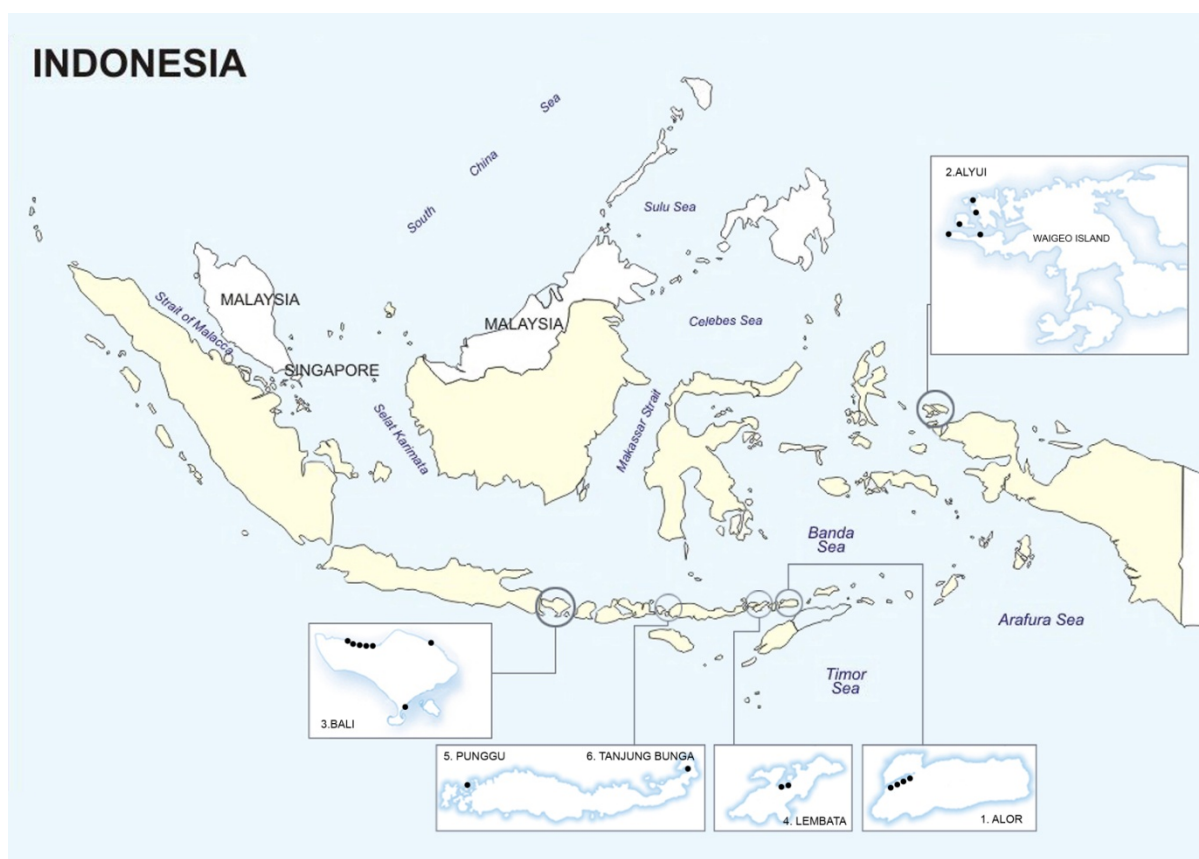 INDONESIA
South China Sea
Sulu Sea
2.ALYUI
WAIGEO ISLAND
MALAYSIA
Strait of Malacca
MALAYSIA
Celebes Sea
SINGAPORE
Selat Karimata
Makassar Strait
Banda
Sea
Arafura Sea
Timor
Sea
3.BALI
5. PUNGGU
6. TANJUNG BUNGA
4. LEMBATA
1. ALOR